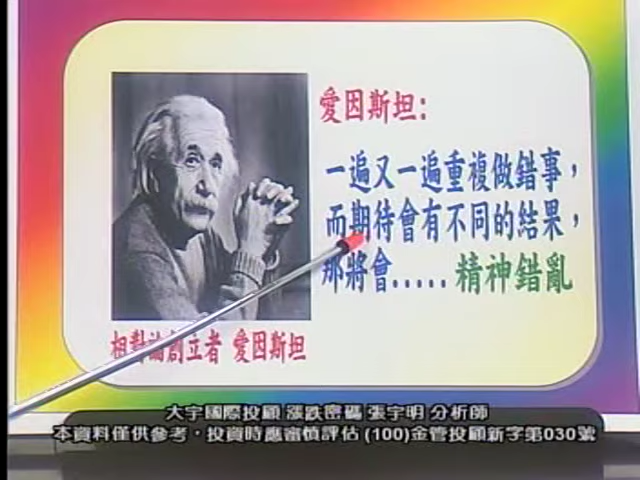 愛因斯坦:
一遍又一遍重複做錯事，
而期待會有不同的結果，
那將會.....精神錯亂
相對論創立者 愛因斯坦
大宇國際投顧 漲跌密碼 張宇明 分析師
本資料僅供參考，投資時應審慎評估(100)金管投顧新字第030號